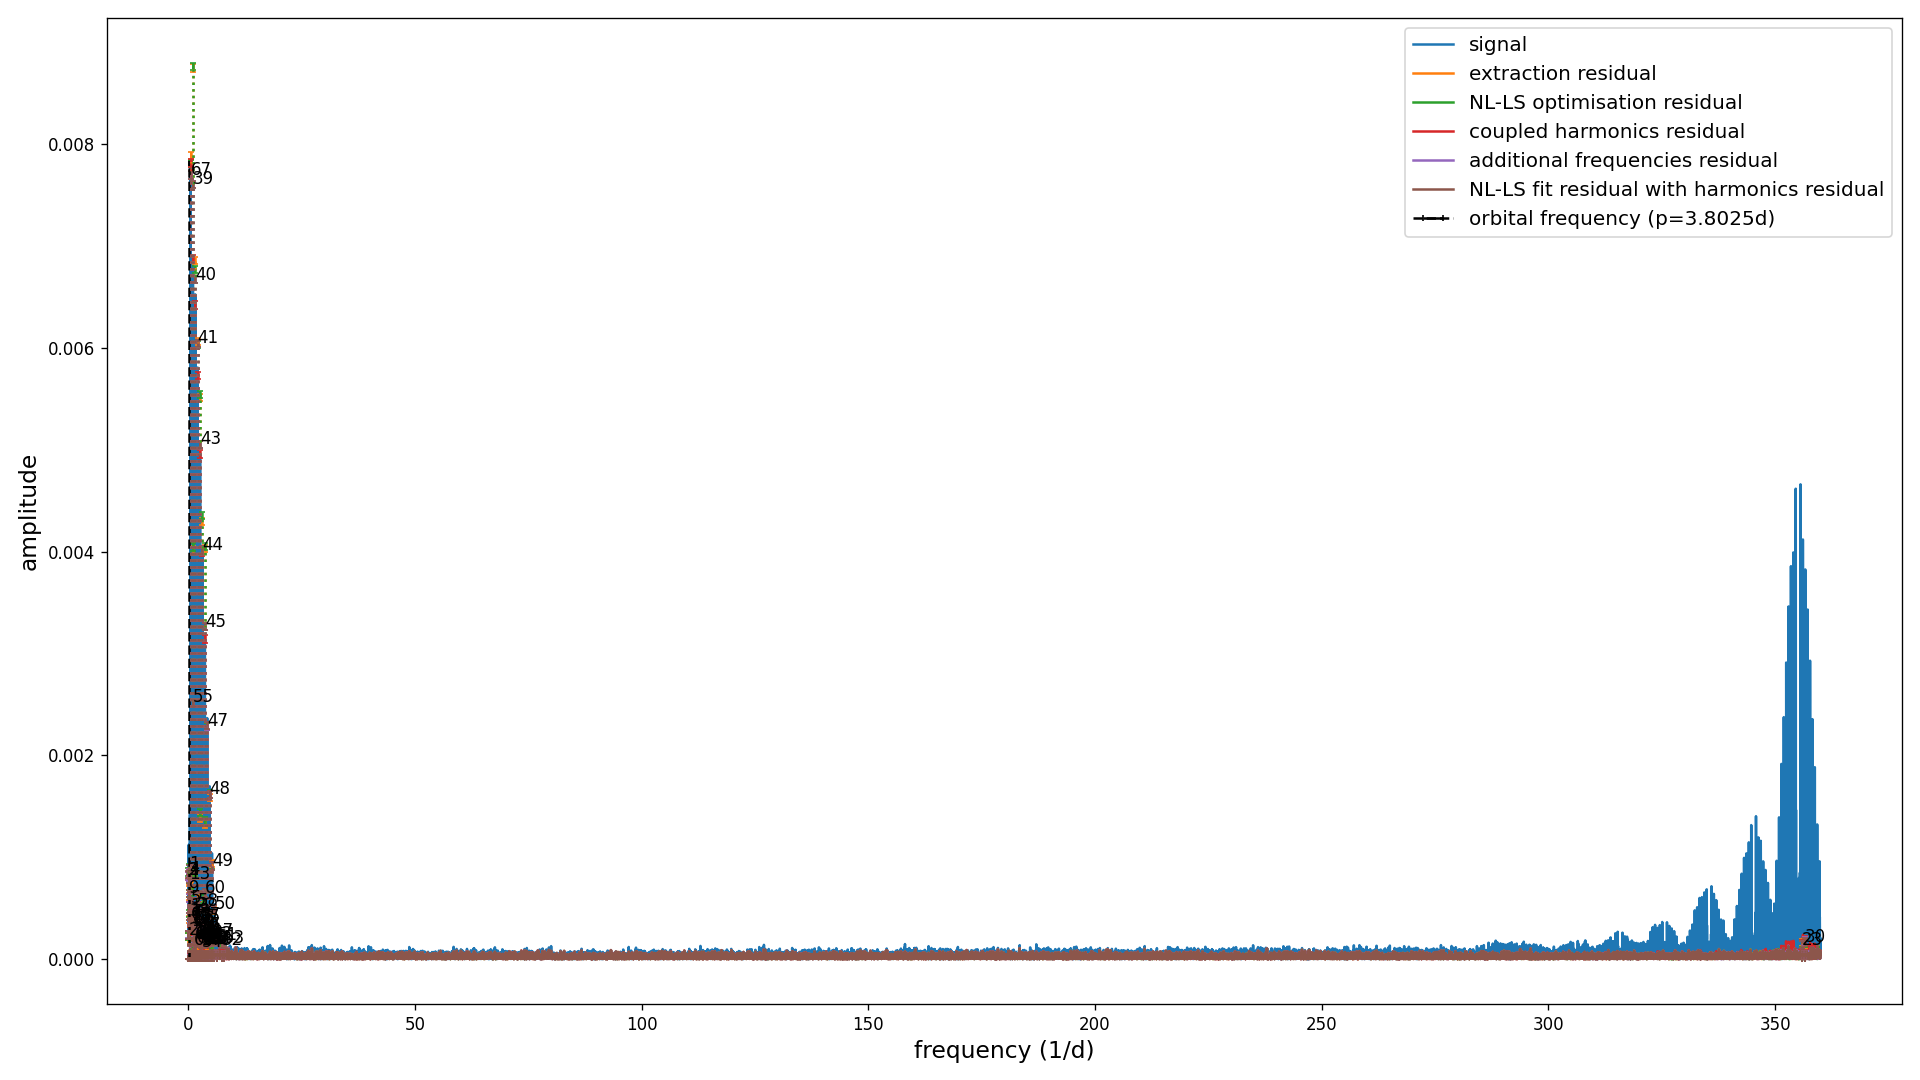 signal
extraction residual
NL-LS optimisation residual
coupled harmonics residual
additional frequencies residual
NL-LS fit residual with harmonics residual
orbital frequency (p=3.8025d)
amplitude
0.008
0.006
0.004
0.002
0.000
67
39
40
41
43
44
45
55
47
48
49
60
50
0
50
100
150
200
250
300
350
frequency (1/d)